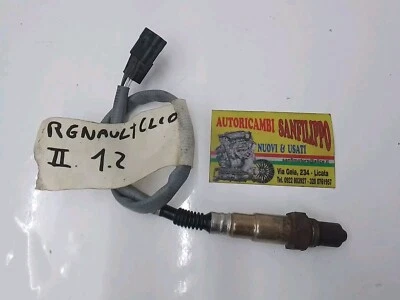 RENAULT CLIO
II 1.2
AUTORICAMBI
SANFILIPPO
NUOVI & USATI
Via Gela, 234 - Licata